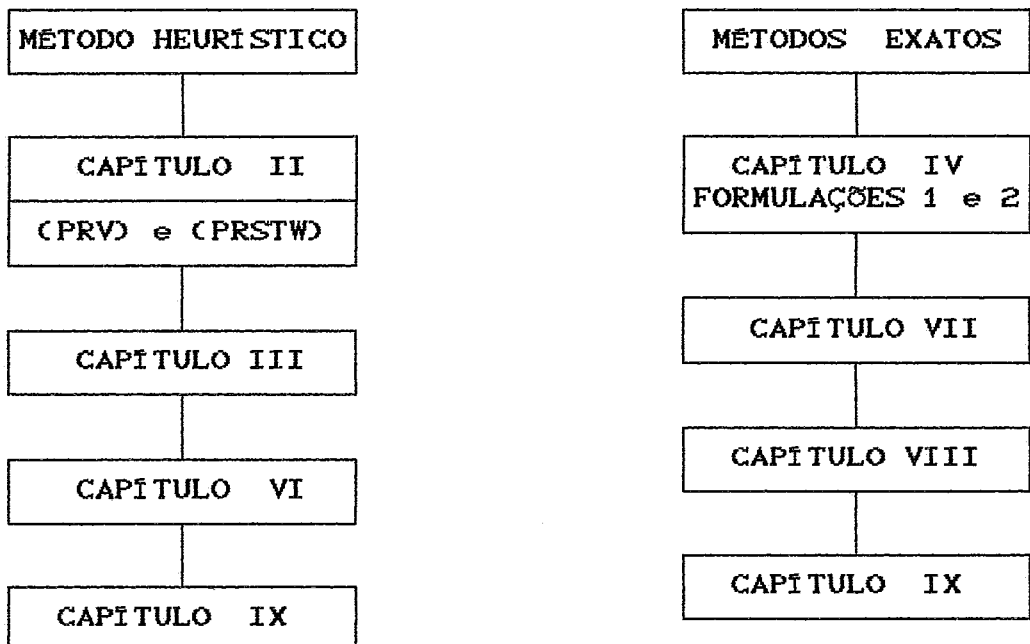 MÉTODO HEURÍSTICO
CAPÍTULO II
(PRV) e (PRSTW)
CAPÍTULO III
CAPÍTULO VI
CAPÍTULO IX
MÉTODOS EXATOS
CAPÍTULO IV
FORMULAÇÕES 1 e 2
CAPÍTULO VII
CAPÍTULO VIII
CAPÍTULO IX